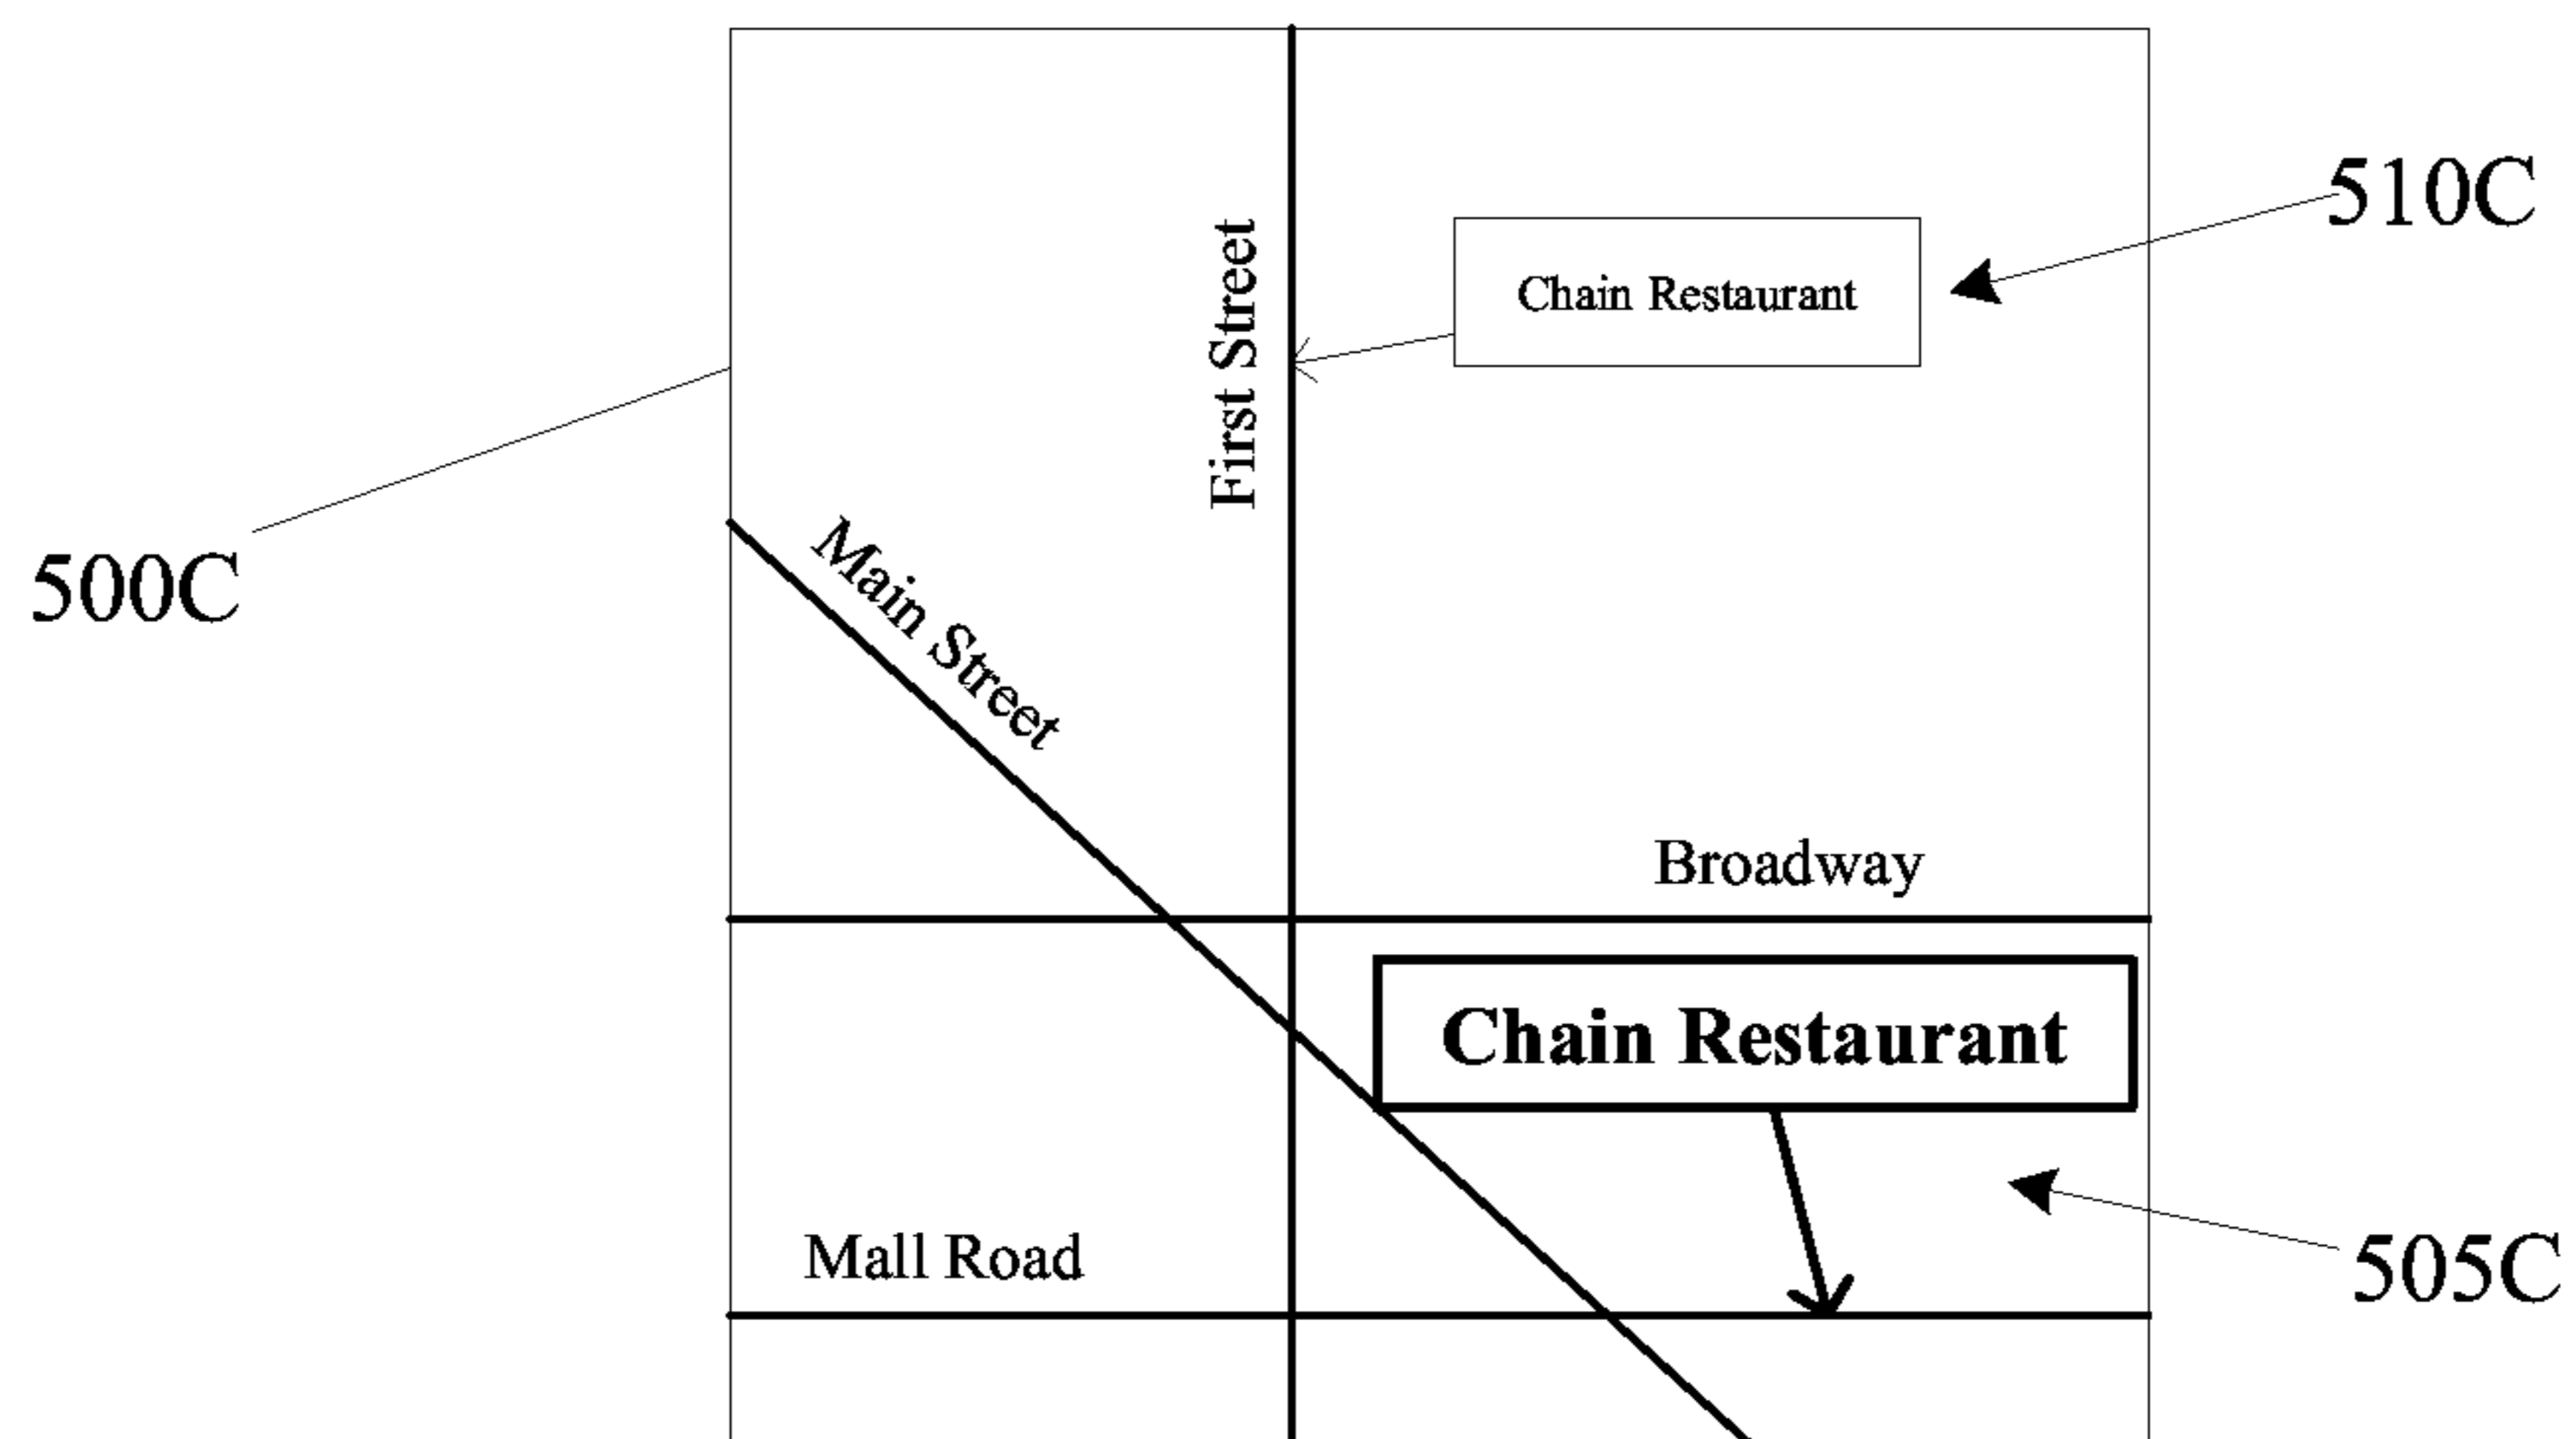 510C
Chain Restaurant
First Street
500C
Main Street
Broadway
Chain Restaurant
Mall Road
505C